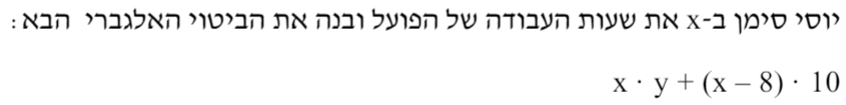 יוסי סימן ב-x את שעות העבודה של הפועל ובנה את הביטוי האלגברי הבא:
x · y + (x – 8) · 10